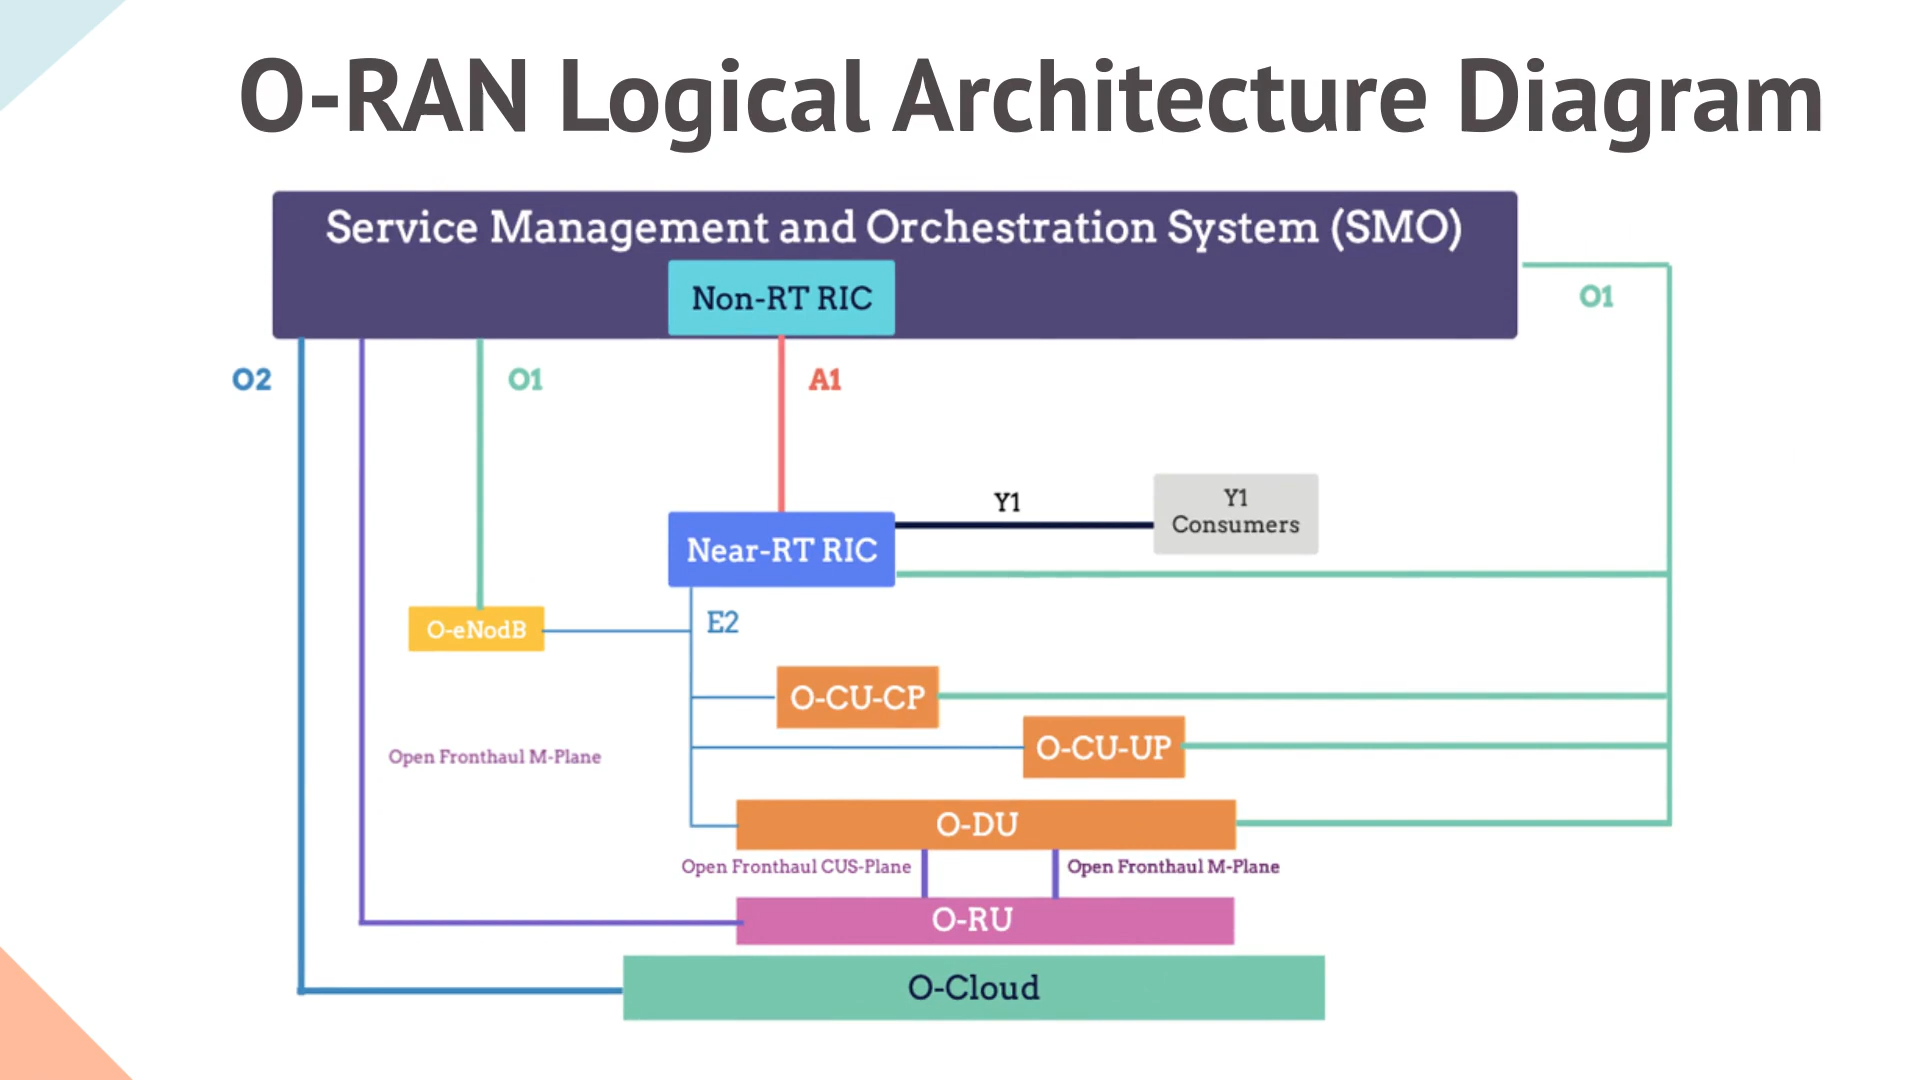 O-RAN Logical Architecture Diagram
Service Management and Orchestration System (SMO)
Non-RT RIC
O1
O2
O1
A1
Y1
Y1
Consumers
Near-RT RIC
E2
O-eNodB
O-CU-CP
O-CU-UP
Open Fronthaul M-Plane
O-DU
Open Fronthaul CUS-Plane
Open Fronthaul M-Plane
O-RU
O-Cloud